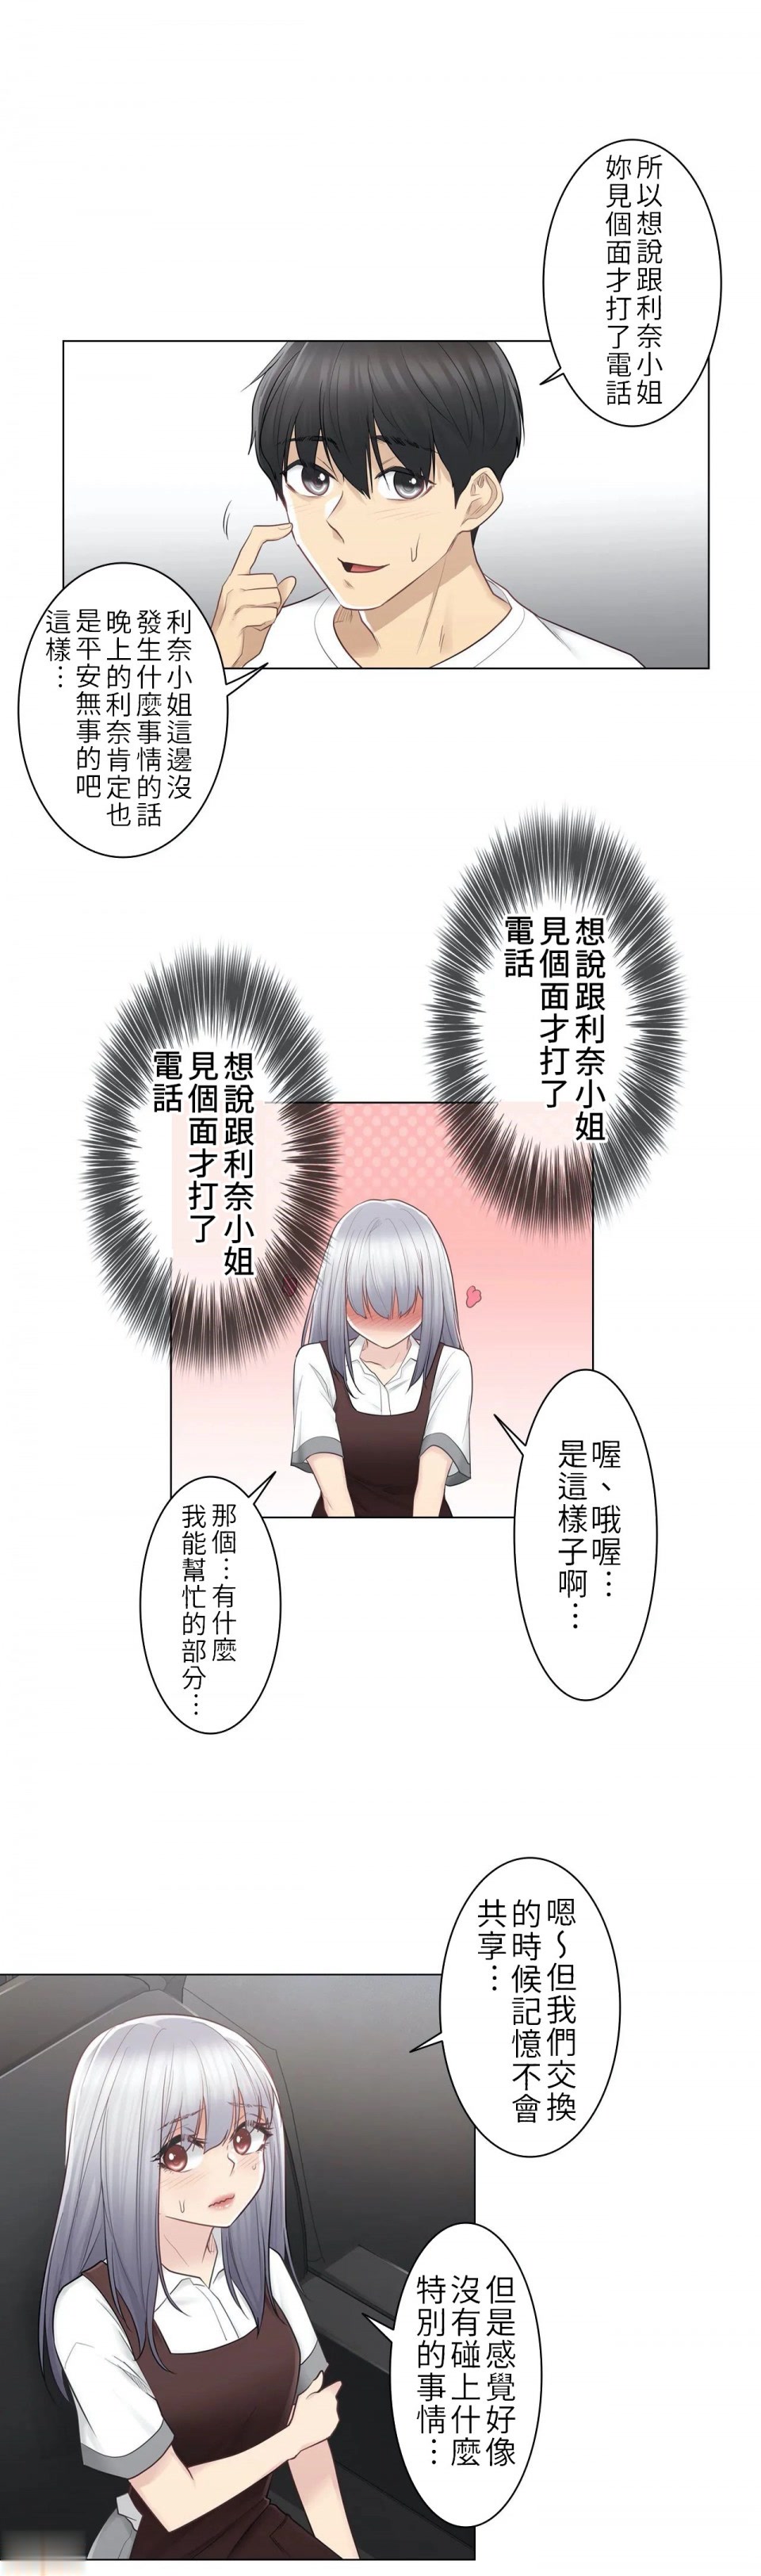 所以想說跟利奈小姐
妳見個面才打了電話
利奈小姐這邊沒
發生什麼事情的話
晚上的利奈肯定也
是平安無事的吧
這樣…
想說跟利奈小姐
見個面才打了
電話
想說跟利奈小姐
見個面才打了
電話
喔、哦喔…
是這樣子啊…
那個…有什麼
我能幫忙的部分…
嗯～但我們交換
的時候記憶不會
共享…
但是感覺好像
沒有碰上什麼
特別的事情…